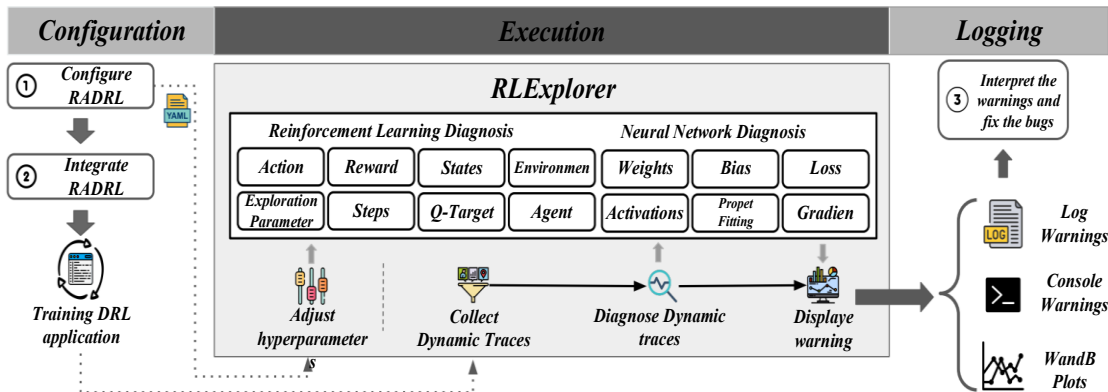 Configuration
Execution
Logging
1
Configure
RADRL
YAML
2
Integrate
RADRL
Training DRL
application
RLExplorer
Reinforcement Learning Diagnosis
Neural Network Diagnosis
Action
Reward
States
Environmen
Weights
Bias
Loss
Exploration
Parameter
Steps
Q-Target
Agent
Activations
Propet
Fitting
Gradien
Adjust
hyperparameter
s
Collect
Dynamic Traces
Diagnose Dynamic
traces
Displaye
warning
3
Interpret the
warnings and
fix the bugs
LOG
Log
Warnings
Console
Warnings
WandB
Plots